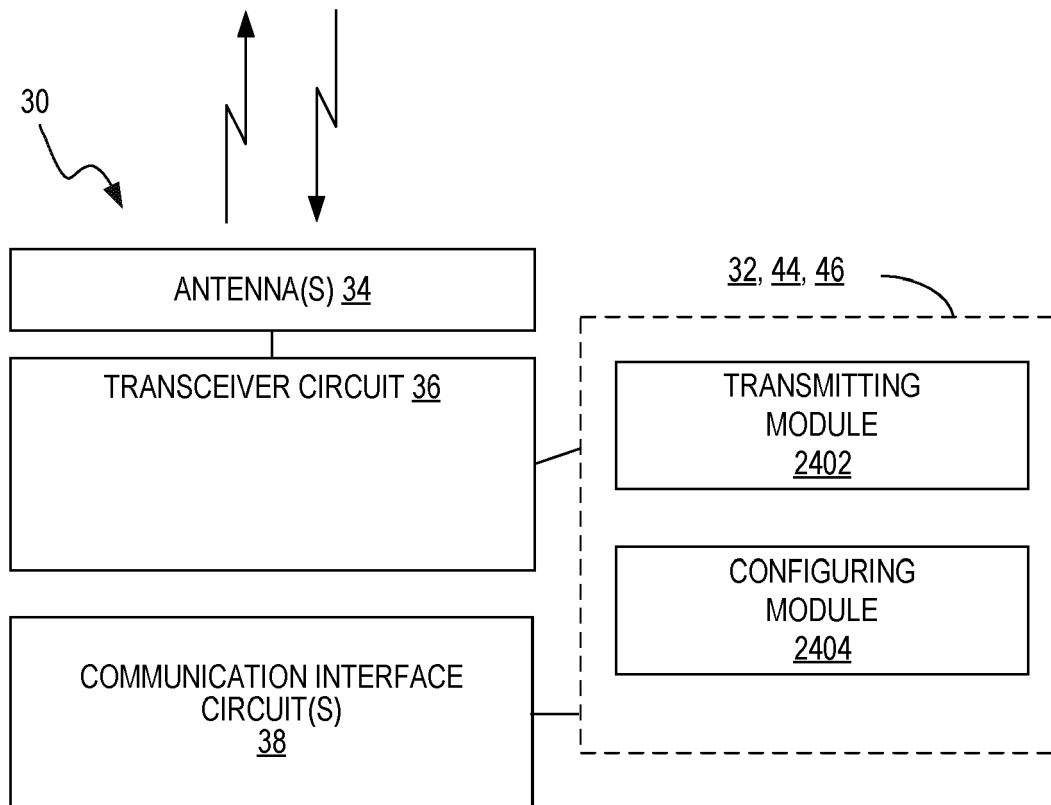 30
ANTENNA(S) 34
32, 44, 46
TRANSCEIVER CIRCUIT 36
TRANSMITTING
MODULE
2402
CONFIGURING
MODULE
2404
COMMUNICATION INTERFACE
CIRCUIT(S)
38